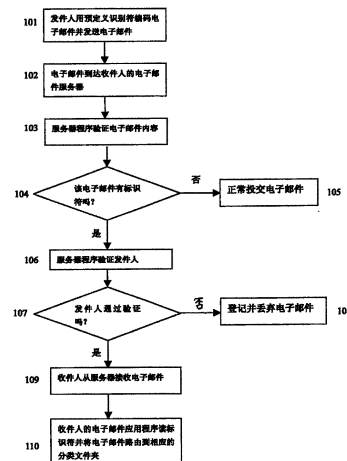 101
发件人用预定义识别符编码电
子邮件并发送电子邮件
102
电子邮件到达收件人的电子邮
件服务器
103
服务器程序验证电子邮件内容
104
该电子邮件有标识
符吗？
否
正常投交电子邮件
105
是
106
服务器程序验证发件人
107
发件人通过验证
吗？
否
登记并丢弃电子邮件
10
是
109
收件人从服务器接收电子邮件
110
收件人的电子邮件应用程序读标
识符并将电子邮件路由到相应的
分类文件夹